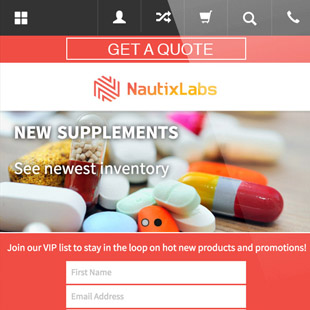 GET A QUOTE
NautixLabs
NEW SUPPLEMENTS
See newest inventory
Join our VIP list to stay in the loop on hot new products and promotions!
First Name
Email Address